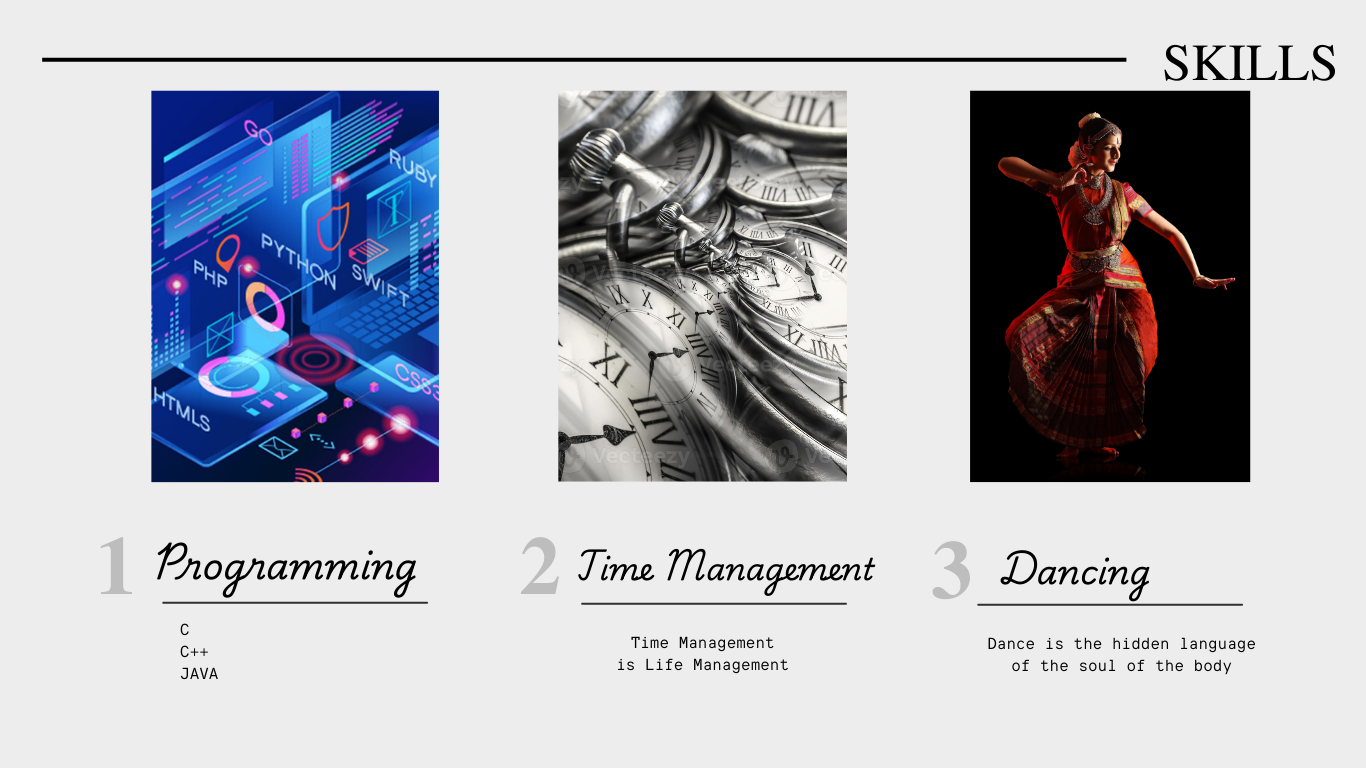 SKILLS
GO
RUBY
PYTHON
PHP
SWIFT
CSS3
HTMLS
Vecteezy
1 Programming
C
C++
JAVA
2 Time Management
Time Management
is Life Management
3 Dancing
Dance is the hidden language
of the soul of the body